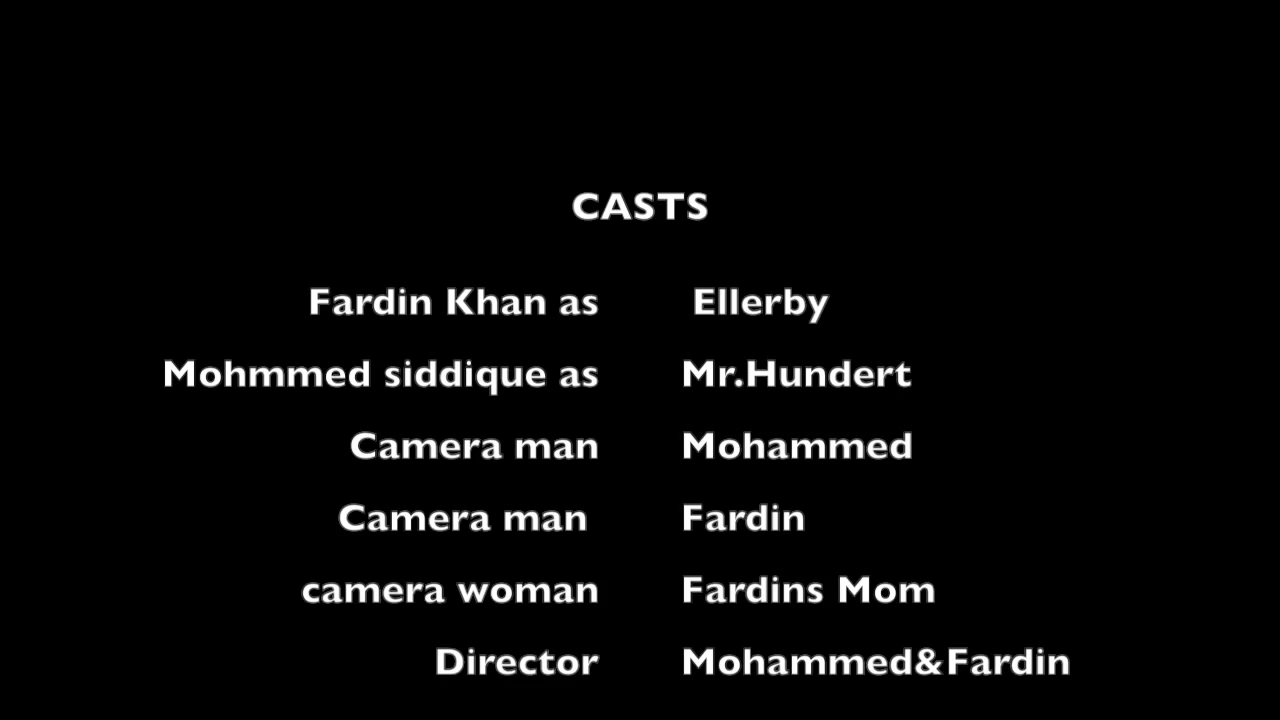 CASTS
Fardin Khan as Ellerby
Mohmmed siddique as Mr.Hundert
Camera man Mohammed
Camera man Fardin
camera woman Fardins Mom
Director Mohammed&Fardin